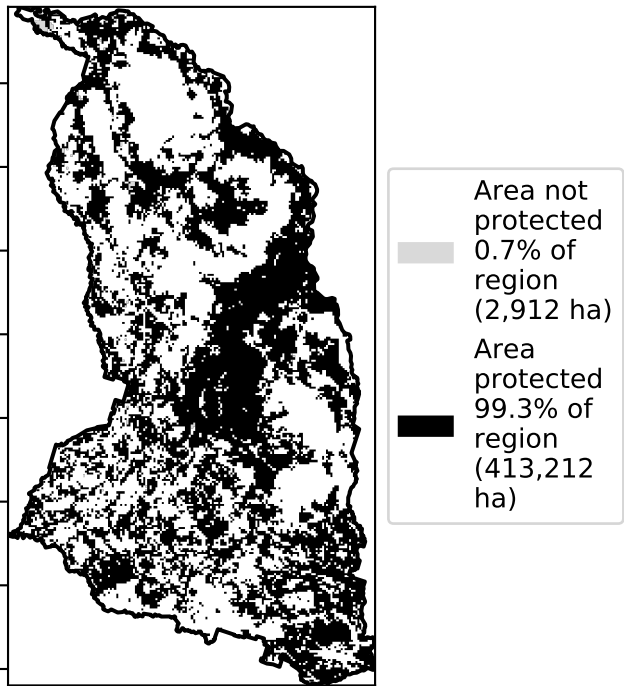 Area not
protected
0.7% of
region
(2,912 ha)
Area
protected
99.3% of
region
(413,212
ha)